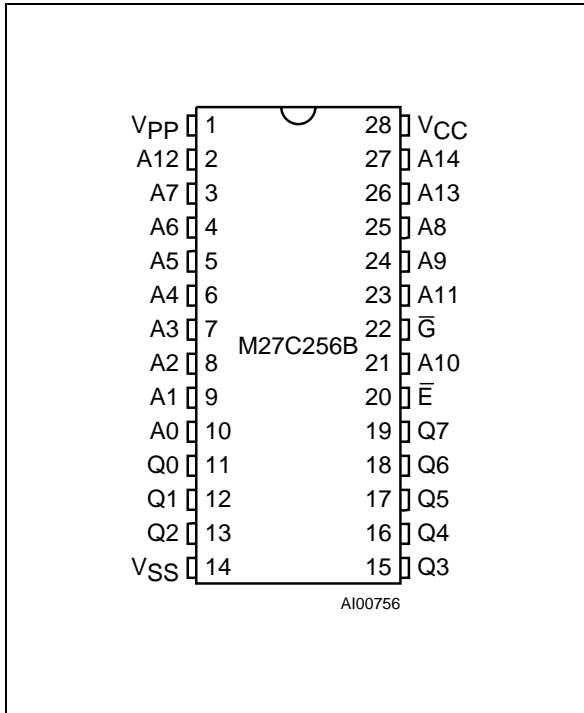 VPP 1 28 VCC
A12 2 27 A14
A7 3 26 A13
A6 4 25 A8
A5 5 24 A9
A4 6 23 A11
A3 7 22 G̅
M27C256B
A2 8 21 A10
A1 9 20 E̅
A0 10 19 Q7
Q0 11 18 Q6
Q1 12 17 Q5
Q2 13 16 Q4
VSS 14 15 Q3
AI00756